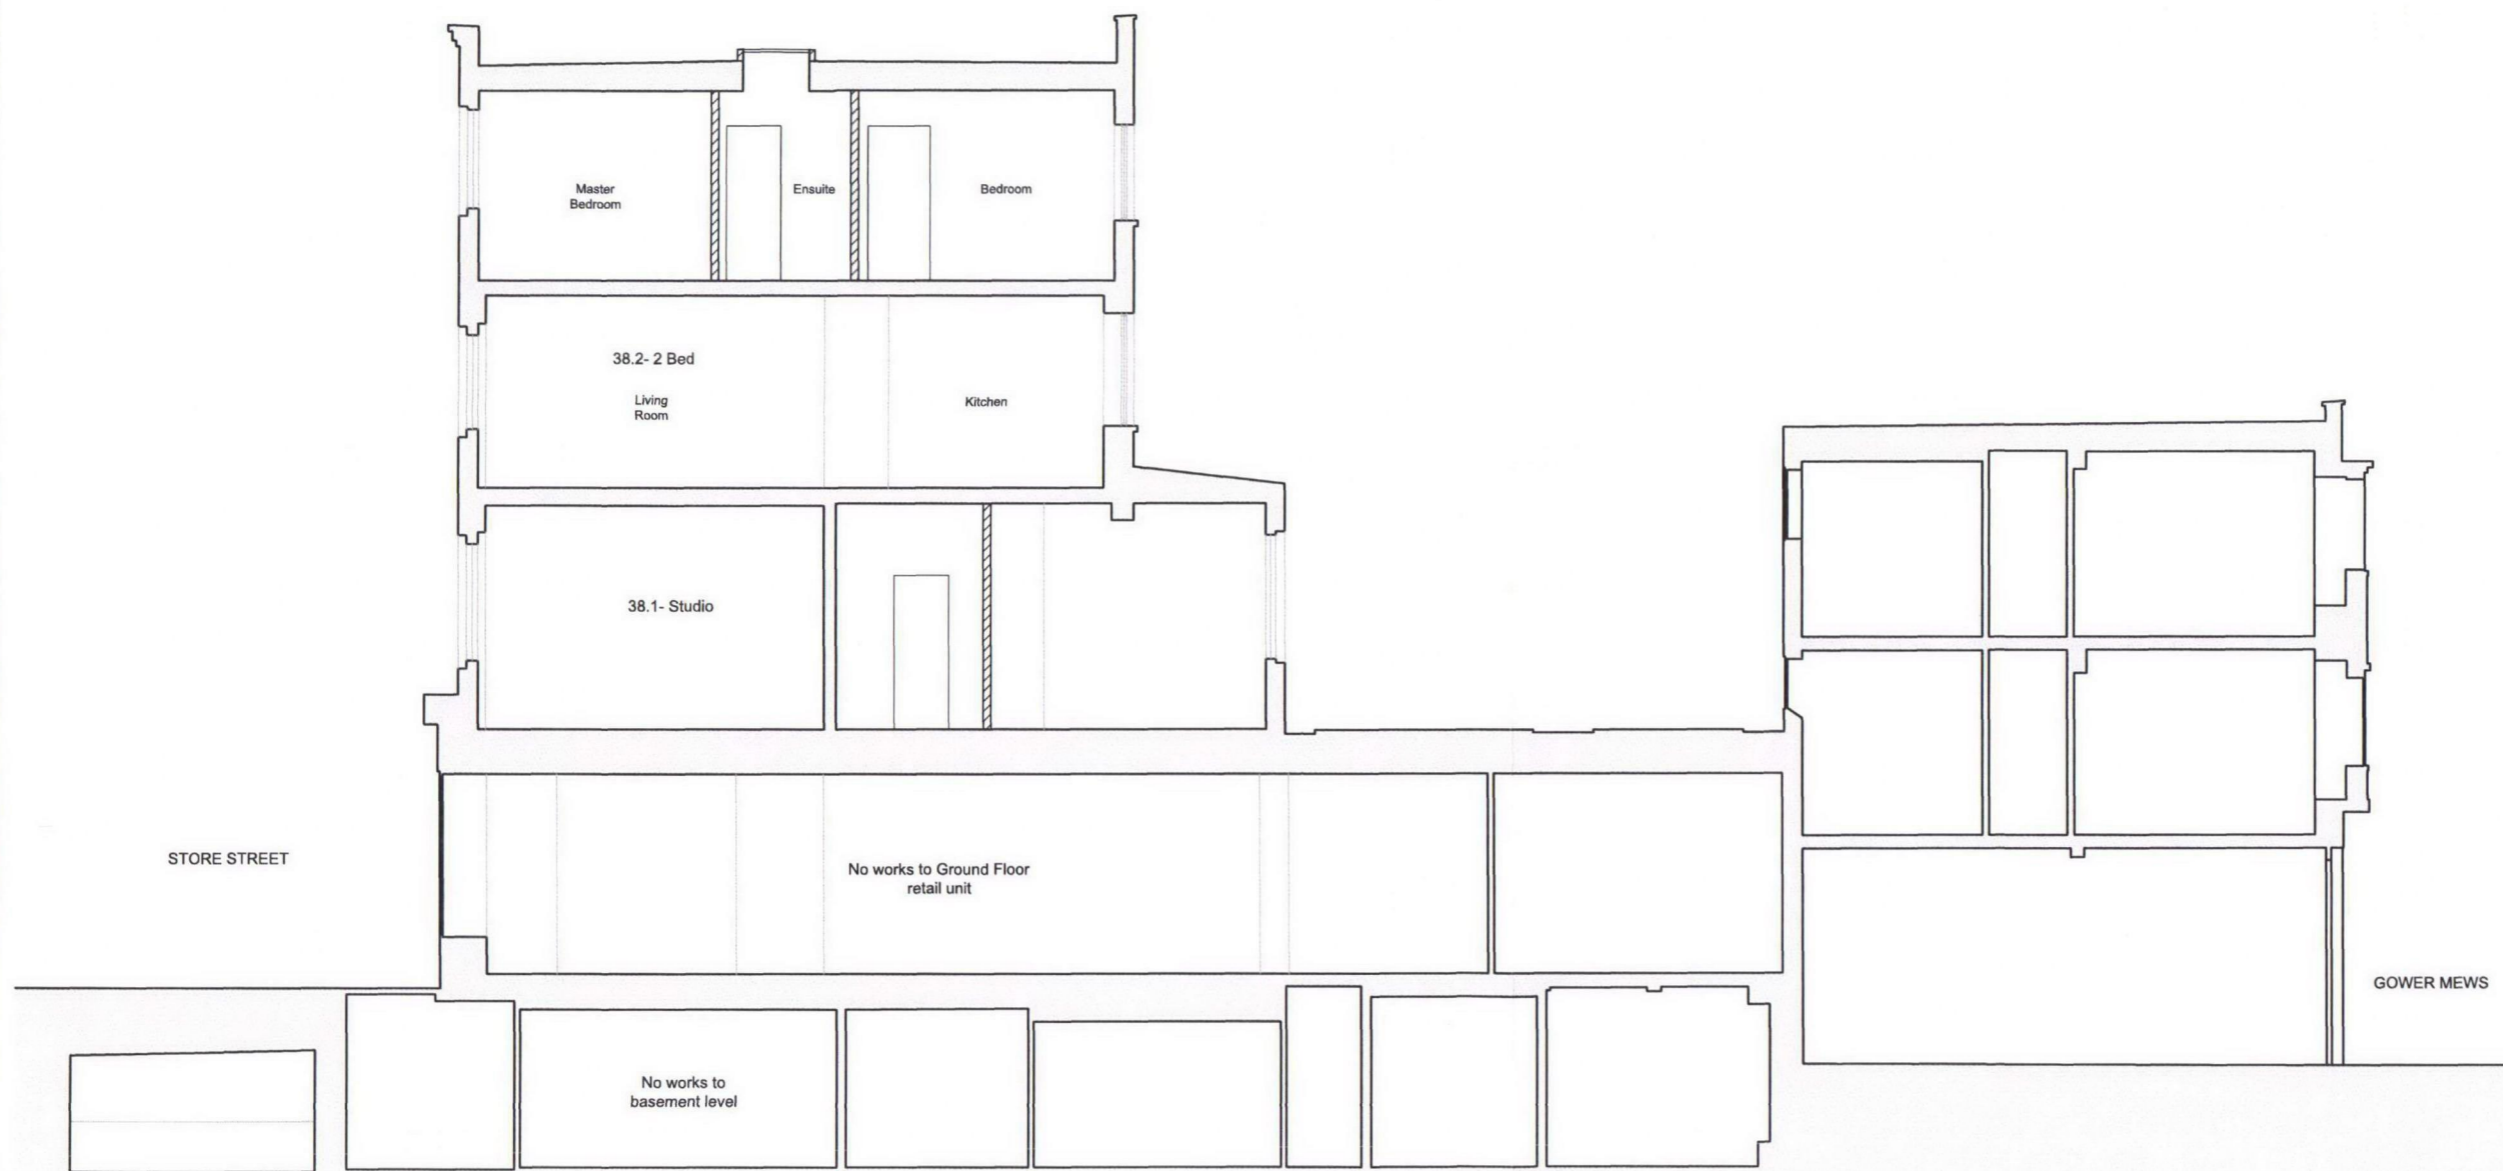 Master
Bedroom
Ensuite
Bedroom
38.2- 2 Bed
Living
Room
Kitchen
38.1- Studio
STORE STREET
No works to Ground Floor
retail unit
GOWER MEWS
No works to
basement level